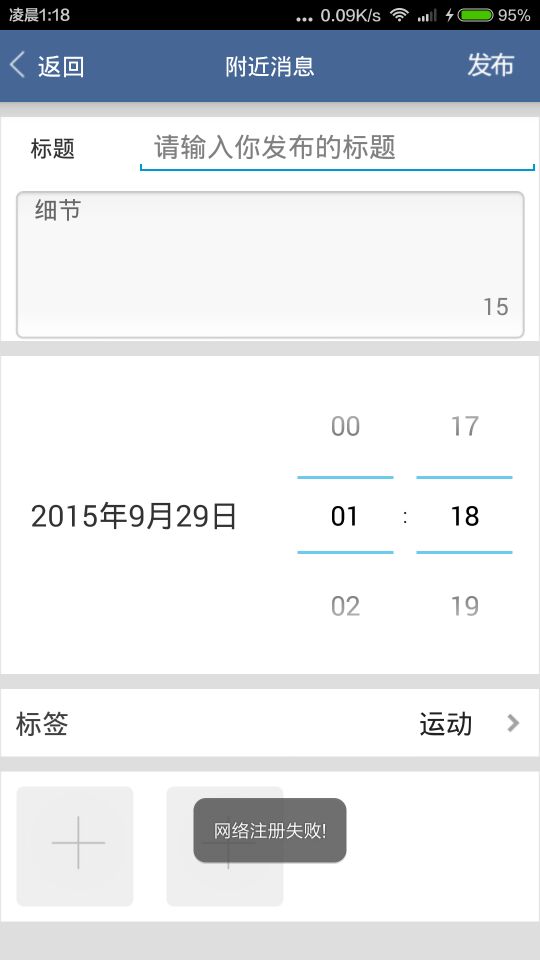 凌晨1:18 ... 0.09K/s 95%
返回 附近消息 发布
标题 请输入你发布的标题
细节
15
00 17
2015年9月29日 01 : 18
02 19
标签 运动
网络注册失败!